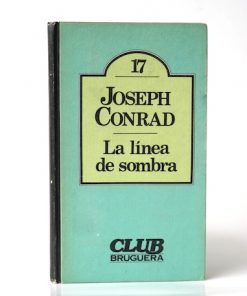 17
JOSEPH
CONRAD
La línea
de sombra
CLUB
BRUGUERA